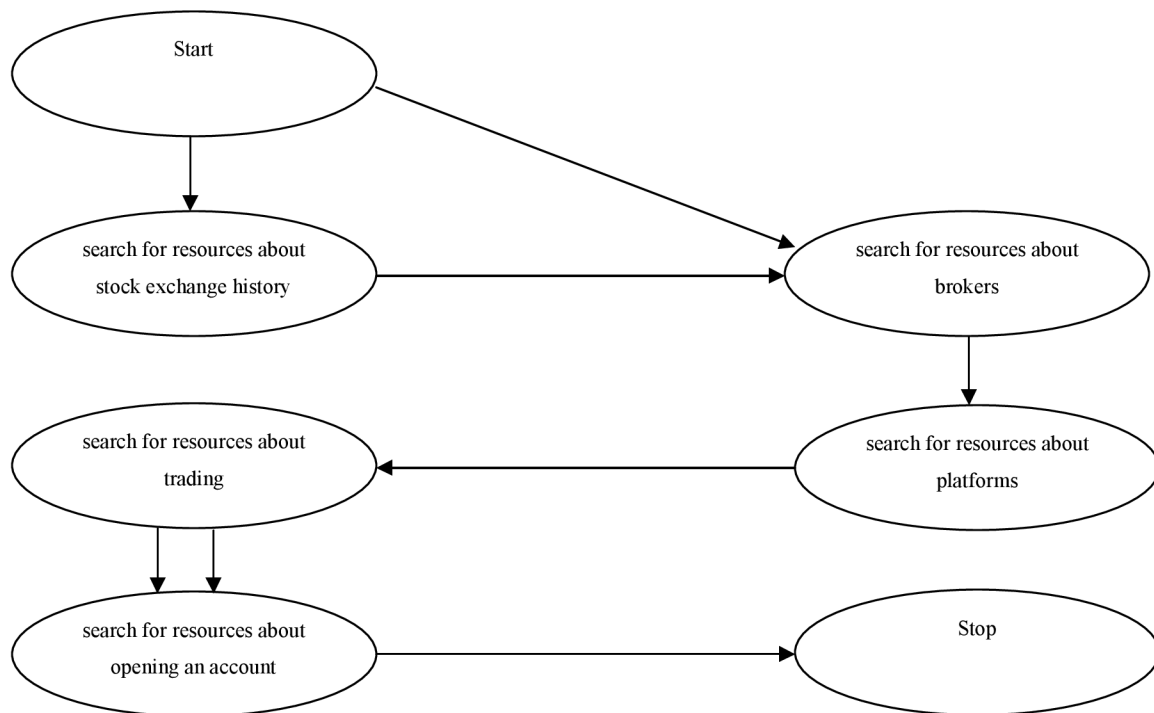 Start
search for resources about
stock exchange history
search for resources about
brokers
search for resources about
trading
search for resources about
platforms
search for resources about
opening an account
Stop